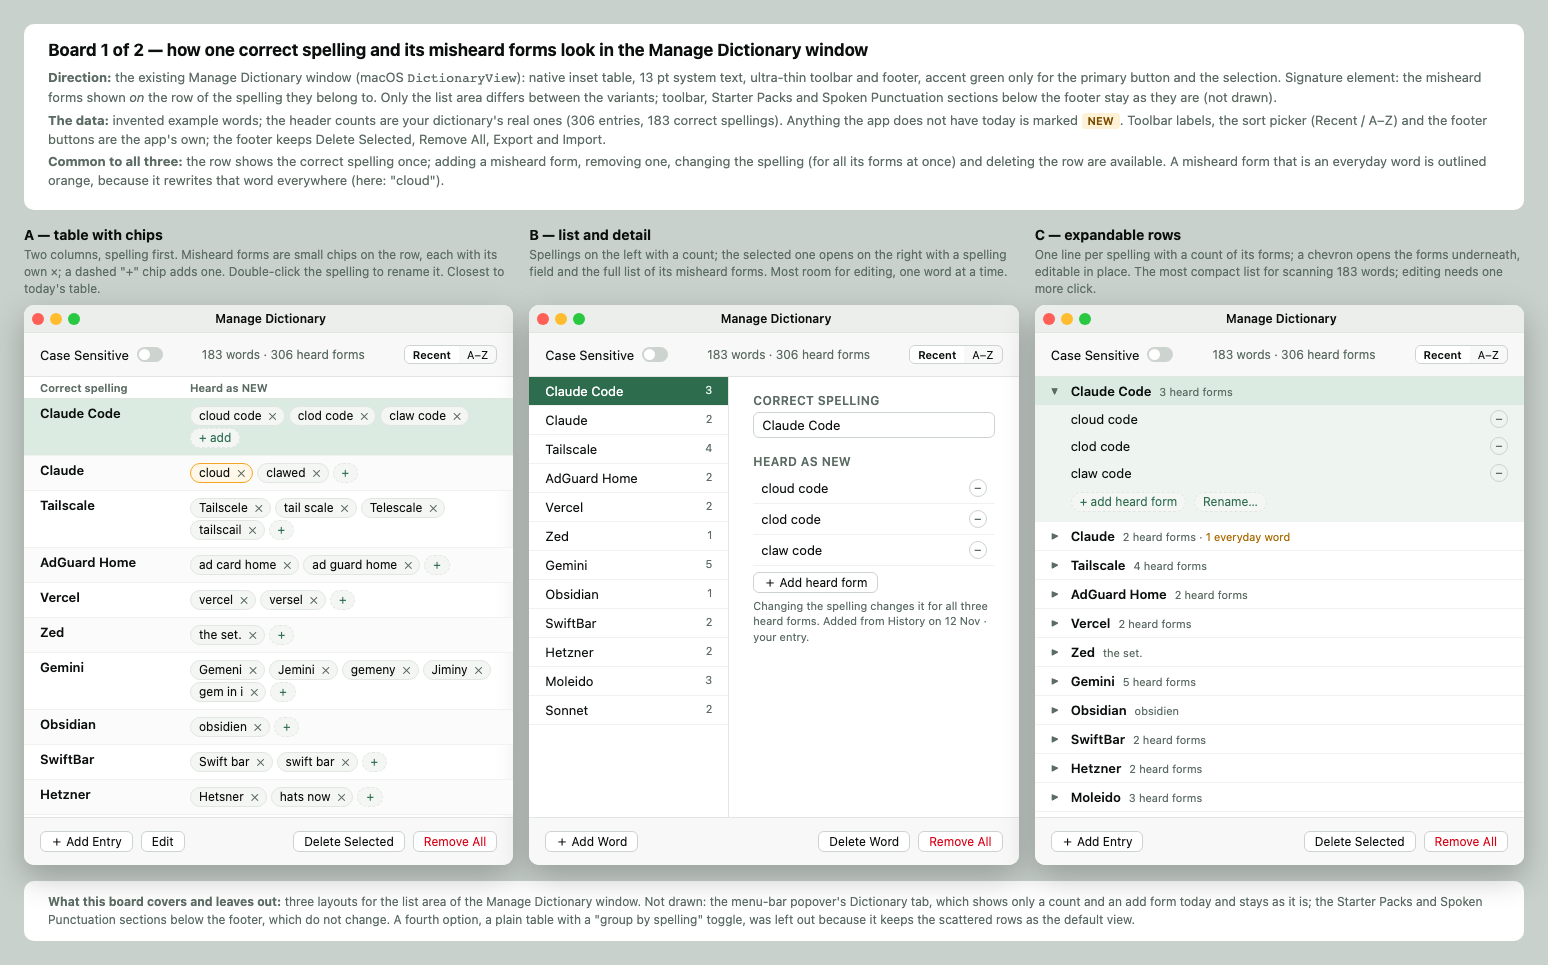 Board 1 of 2 — how one correct spelling and its misheard forms look in the Manage Dictionary window
Direction: the existing Manage Dictionary window (macOS DictionaryView): native inset table, 13 pt system text, ultra-thin toolbar and footer, accent green only for the primary button and the selection. Signature element: the misheard
forms shown on the row of the spelling they belong to. Only the list area differs between the variants; toolbar, Starter Packs and Spoken Punctuation sections below the footer stay as they are (not drawn).
The data: invented example words; the header counts are your dictionary's real ones (306 entries, 183 correct spellings). Anything the app does not have today is marked NEW . Toolbar labels, the sort picker (Recent / A–Z) and the footer
buttons are the app's own; the footer keeps Delete Selected, Remove All, Export and Import.
Common to all three: the row shows the correct spelling once; adding a misheard form, removing one, changing the spelling (for all its forms at once) and deleting the row are available. A misheard form that is an everyday word is outlined
orange, because it rewrites that word everywhere (here: "cloud").
A — table with chips
Two columns, spelling first. Misheard forms are small chips on the row, each with its
own ×; a dashed "+" chip adds one. Double-click the spelling to rename it. Closest to
today's table.
Manage Dictionary
Case Sensitive 183 words · 306 heard forms Recent A–Z
Correct spelling Heard as NEW
Claude Code cloud code × clod code × claw code ×
+ add
Claude cloud × clawed × +
Tailscale Tailscele × tail scale × Telescale ×
tailscail × +
AdGuard Home ad card home × ad guard home × +
Vercel vercel × versel × +
Zed the set. × +
Gemini Gemeni × Jemini × gemeny × Jiminy ×
gem in i × +
Obsidian obsidien × +
SwiftBar Swift bar × swift bar × +
Hetzner Hetsner × hats now × +
+ Add Entry Edit Delete Selected Remove All
B — list and detail
Spellings on the left with a count; the selected one opens on the right with a spelling
field and the full list of its misheard forms. Most room for editing, one word at a time.
Manage Dictionary
Case Sensitive 183 words · 306 heard forms Recent A–Z
Claude Code 3
Claude 2
Tailscale 4
AdGuard Home 2
Vercel 2
Zed 1
Gemini 5
Obsidian 1
SwiftBar 2
Hetzner 2
Moleido 3
Sonnet 2
CORRECT SPELLING
Claude Code
HEARD AS NEW
cloud code −
clod code −
claw code −
+ Add heard form
Changing the spelling changes it for all three
heard forms. Added from History on 12 Nov ·
your entry.
+ Add Word Delete Word Remove All
C — expandable rows
One line per spelling with a count of its forms; a chevron opens the forms underneath,
editable in place. The most compact list for scanning 183 words; editing needs one
more click.
Manage Dictionary
Case Sensitive 183 words · 306 heard forms Recent A–Z
▼ Claude Code 3 heard forms
cloud code −
clod code −
claw code −
+ add heard form Rename…
▶ Claude 2 heard forms · 1 everyday word
▶ Tailscale 4 heard forms
▶ AdGuard Home 2 heard forms
▶ Vercel 2 heard forms
▶ Zed the set.
▶ Gemini 5 heard forms
▶ Obsidian obsidien
▶ SwiftBar 2 heard forms
▶ Hetzner 2 heard forms
▶ Moleido 3 heard forms
+ Add Entry Delete Selected Remove All
What this board covers and leaves out: three layouts for the list area of the Manage Dictionary window. Not drawn: the menu-bar popover's Dictionary tab, which shows only a count and an add form today and stays as it is; the Starter Packs and Spoken
Punctuation sections below the footer, which do not change. A fourth option, a plain table with a "group by spelling" toggle, was left out because it keeps the scattered rows as the default view.